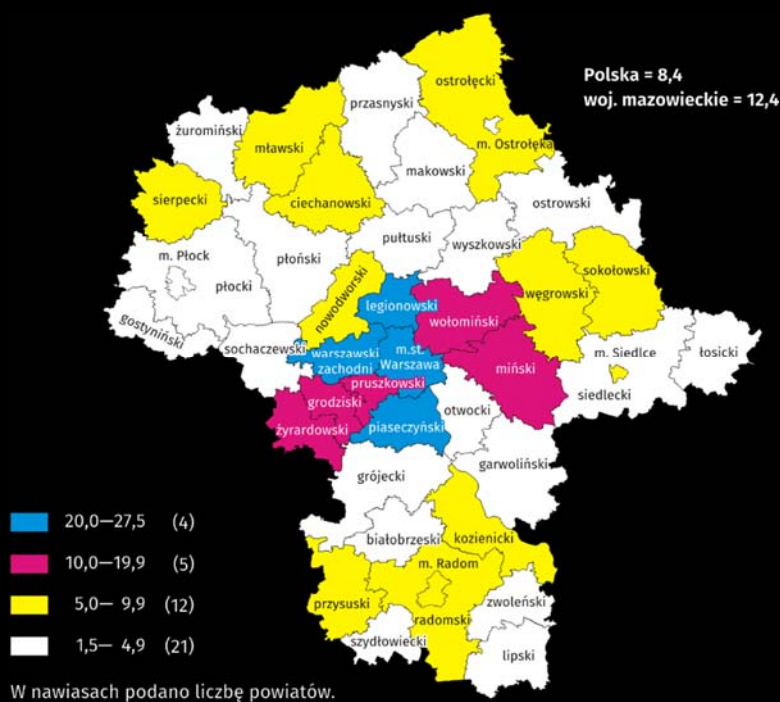 Polska = 8,4
woj. mazowieckie = 12,4
ostrołęcki
przasnyski
żuromiński
mławski
m. Ostrołęka
makowski
sierpecki
ciechanowski
ostrowski
pułtuski
wyszkowski
m. Płock
płoński
płocki
sokołowski
węgrowski
nowodworski
legionowski
wołomiński
gostyniński
sochaczewski
warszawski
zachodni
m.st.
Warszawa
m. Siedlce
łosicki
miński
siedlecki
pruszkowski
grodziski
żyrardowski
otwocki
piaseczyński
garwoliński
grójecki
białobrzeski
kozienicki
m. Radom
przysuski
radomski
zwoleński
szydłowiecki
lipski
20,0—27,5 (4)
10,0—19,9 (5)
5,0— 9,9 (12)
1,5— 4,9 (21)
W nawiasach podano liczbę powiatów.